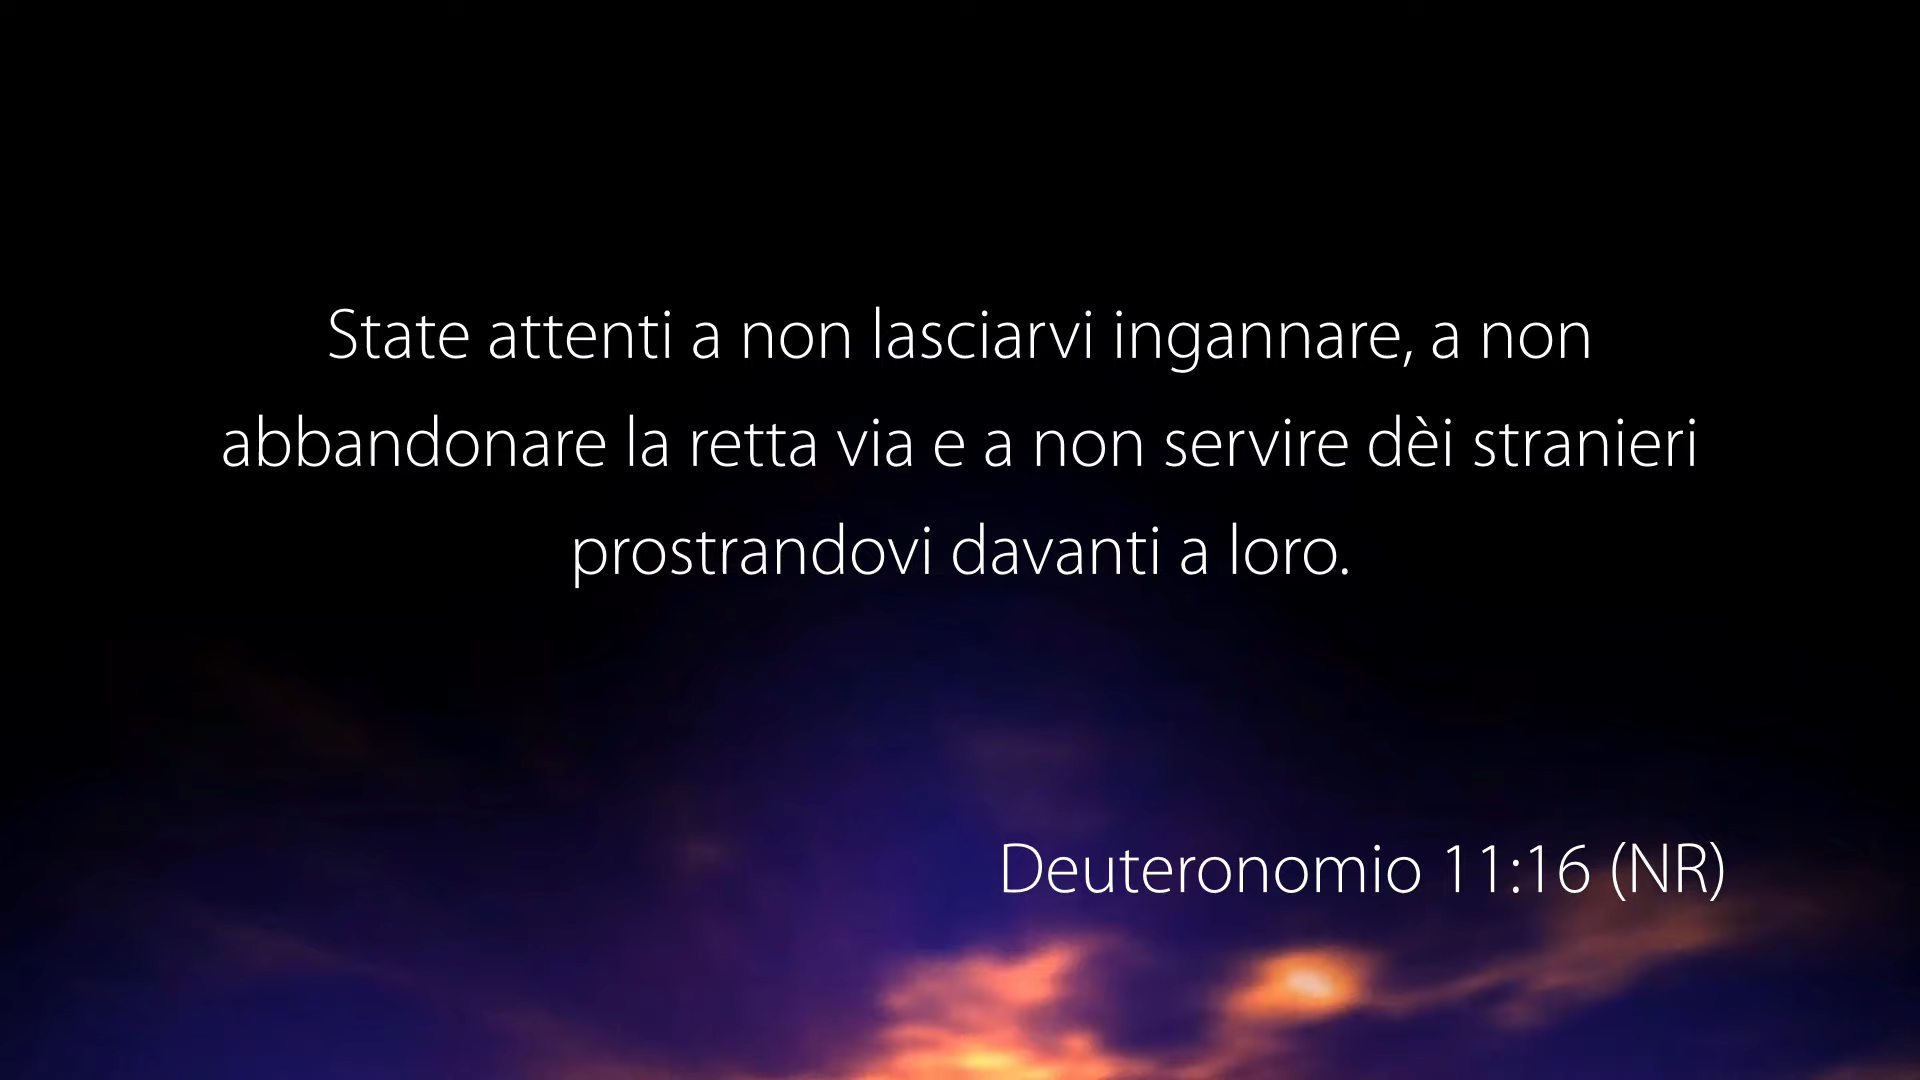 State attenti a non lasciarvi ingannare, a non
abbandonare la retta via e a non servire dèi stranieri
prostrandovi davanti a loro.
Deuteronomio 11:16 (NR)